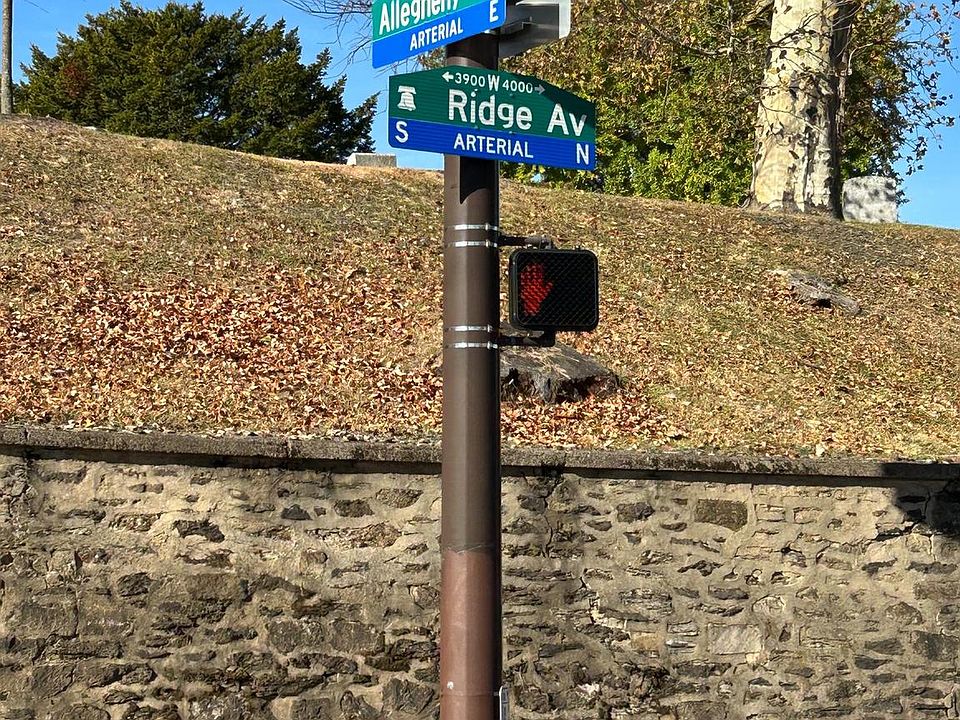 Allegheny
ARTERIAL E
←3900 W 4000→
Ridge Av
S ARTERIAL N